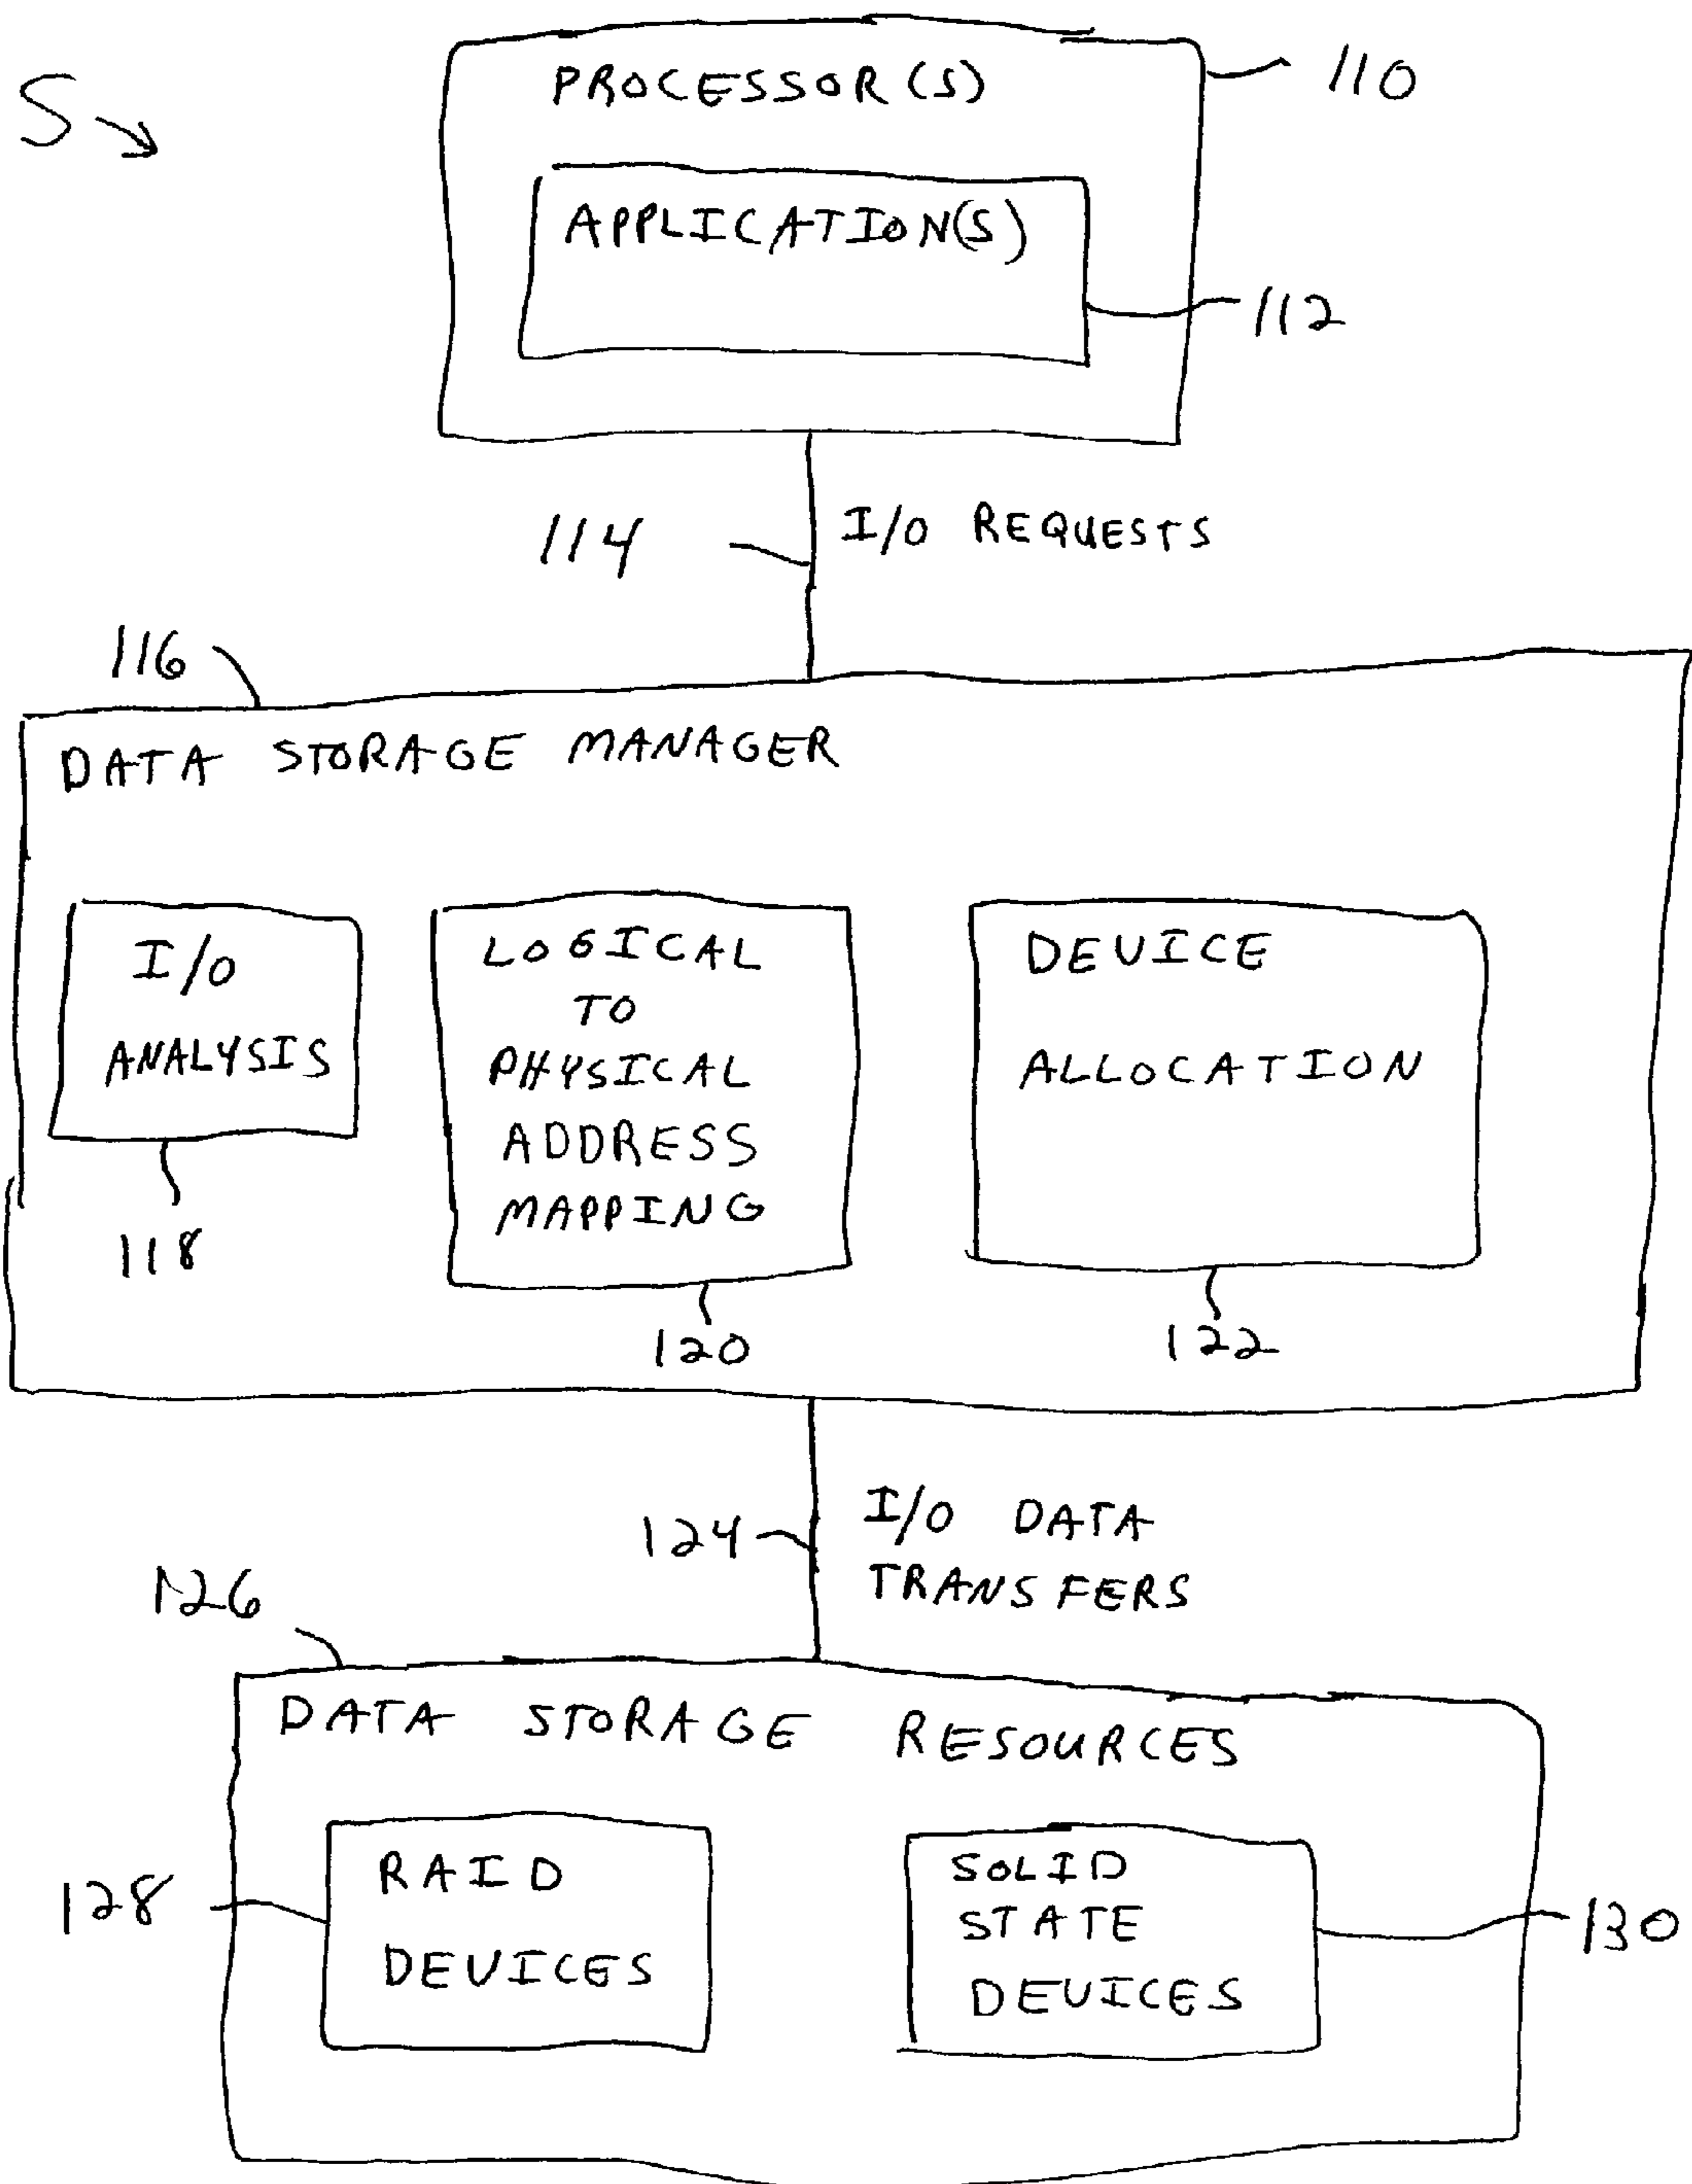 S
PROCESSOR(S)
110
APPLICATION(S)
112
114
I/O REQUESTS
116
DATA STORAGE MANAGER
I/O
ANALYSIS
118
LOGICAL
TO
PHYSICAL
ADDRESS
MAPPING
120
DEVICE
ALLOCATION
122
124
I/O DATA
TRANSFERS
126
DATA STORAGE RESOURCES
128
RAID
DEVICES
SOLID
STATE
DEVICES
130